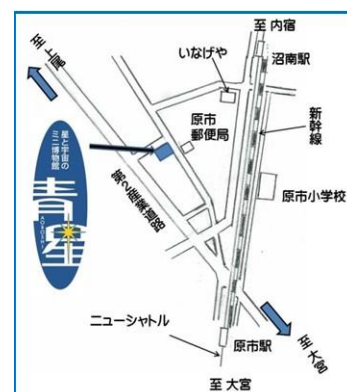 至 内宿
沼南駅
至上尾
いなげや
新幹線
原市
郵便局
星と宇宙の
ミニ博物館
青星
第2産業道路
原市小学校
ニューシャトル
原市駅
至大宮
至 大宮